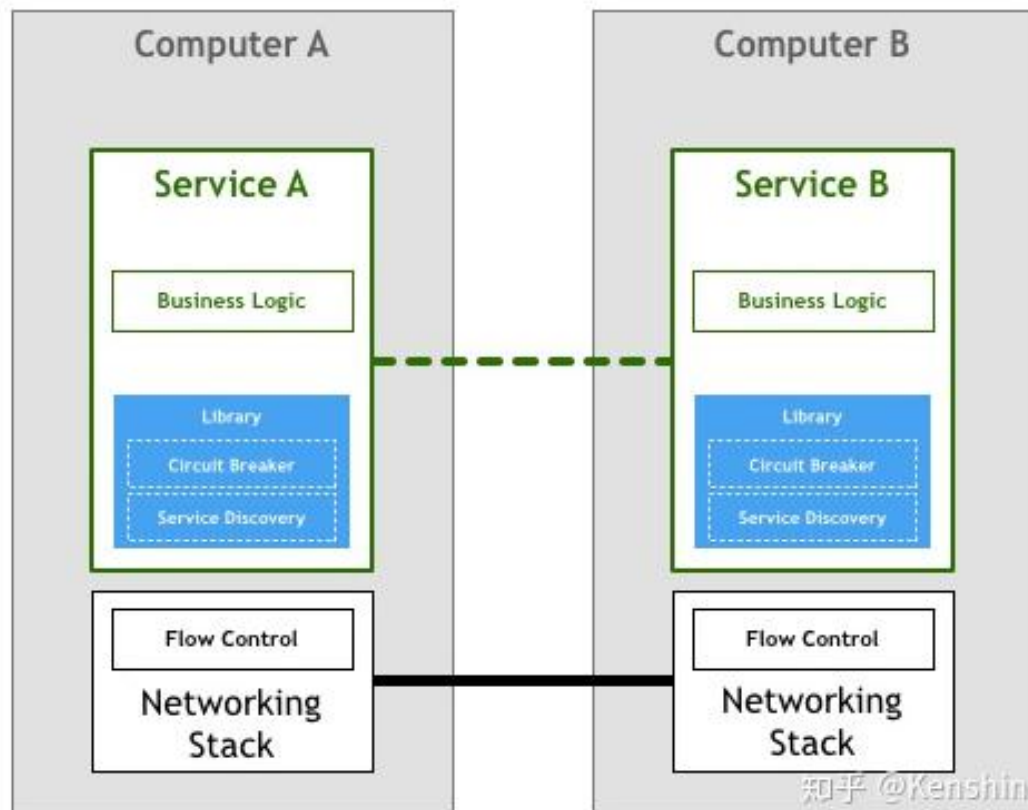 Computer A
Computer B
Service A
Service B
Business Logic
Business Logic
Library
Library
Circuit Breaker
Circuit Breaker
Service Discovery
Service Discovery
Flow Control
Flow Control
Networking
Stack
Networking
Stack
知乎 @Kenshin